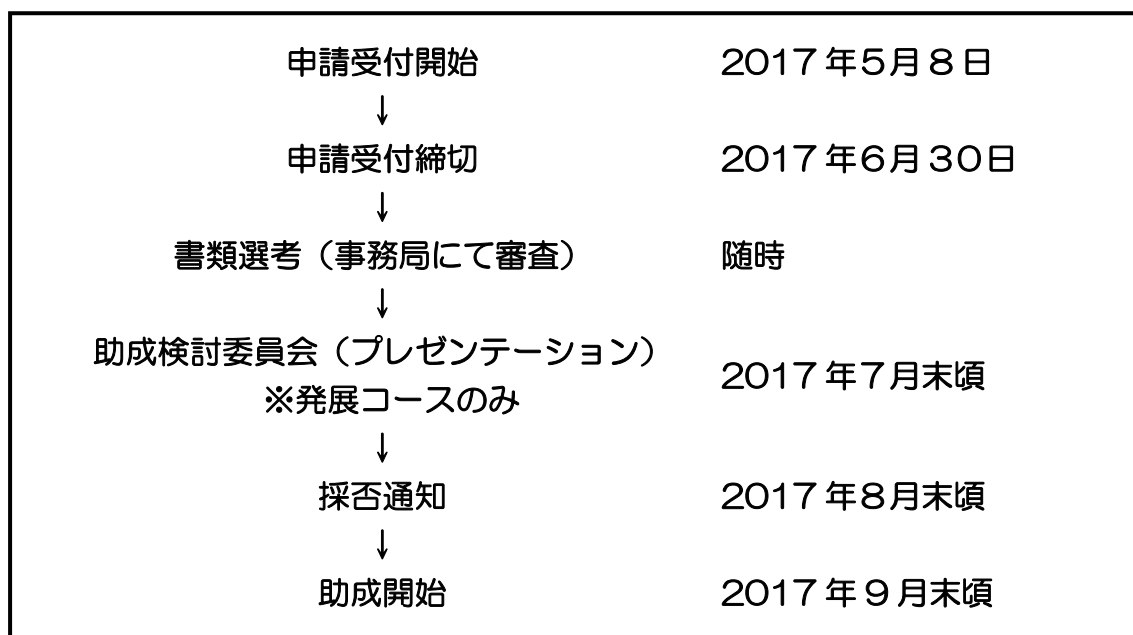 申請受付開始 2017年5月8日
↓
申請受付締切 2017年6月30日
↓
書類選考（事務局にて審査） 随時
↓
助成検討委員会（プレゼンテーション）
※発展コースのみ 2017年7月末頃
↓
採否通知 2017年8月末頃
↓
助成開始 2017年9月末頃